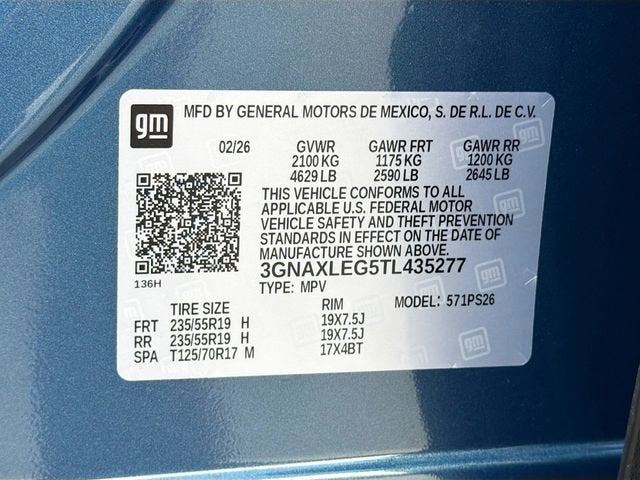 gm
MFD BY GENERAL MOTORS DE MEXICO, S. DE R.L. DE C.V.
02/26 GVWR GAWR FRT GAWR RR
2100 KG 1175 KG 1200 KG
4629 LB 2590 LB 2645 LB
THIS VEHICLE CONFORMS TO ALL
APPLICABLE U.S. FEDERAL MOTOR
VEHICLE SAFETY AND THEFT PREVENTION
STANDARDS IN EFFECT ON THE DATE OF
MANUFACTURE SHOWN ABOVE.
3GNAXLEG5TL435277
136H
TYPE: MPV MODEL: 571PS26
TIRE SIZE RIM
FRT 235/55R19 H 19X7.5J
RR 235/55R19 H 19X7.5J
SPA T125/70R17 M 17X4BT